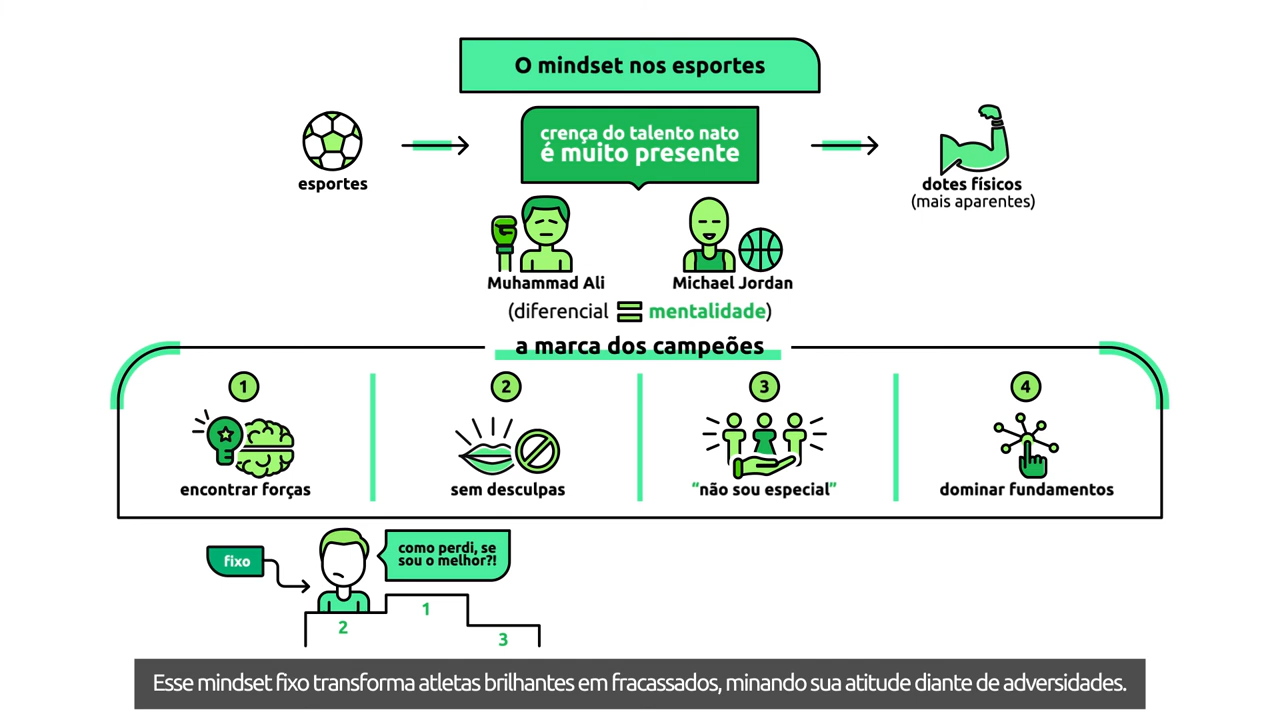 O mindset nos esportes
crença do talento nato
é muito presente
esportes
dotes físicos
(mais aparentes)
Muhammad Ali
Michael Jordan
(diferencial = mentalidade)
a marca dos campeões
1
2
3
4
encontrar forças
sem desculpas
“não sou especial”
dominar fundamentos
fixo
como perdi, se
sou o melhor?!
1
2
3
Esse mindset fixo transforma atletas brilhantes em fracassados, minando sua atitude diante de adversidades.